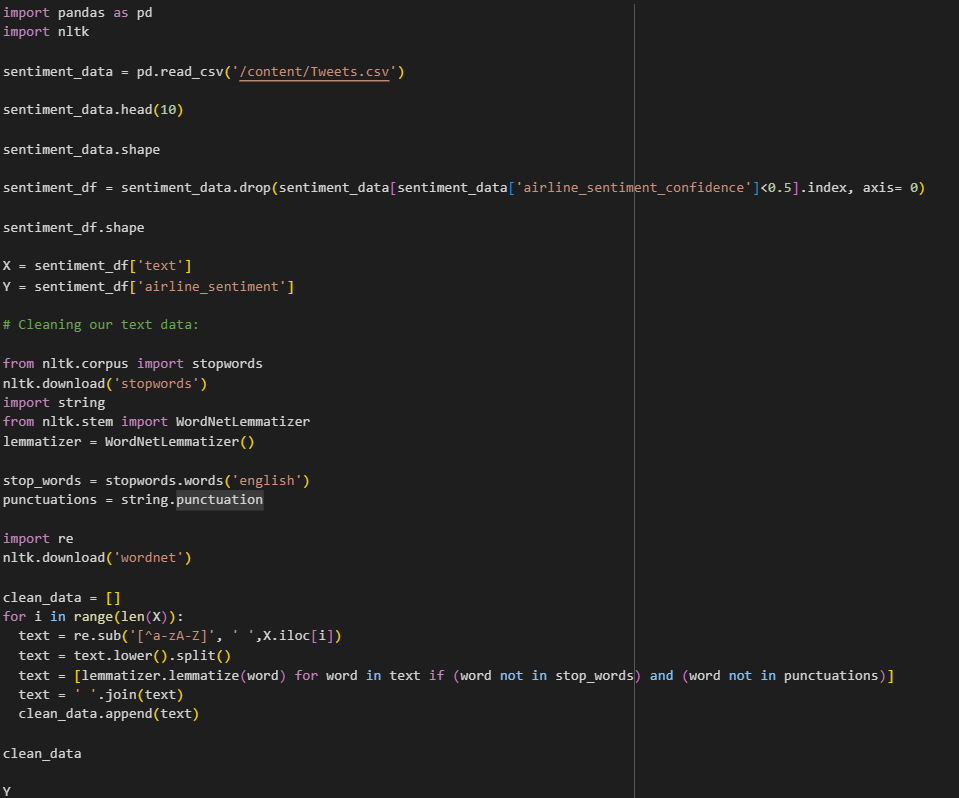 import pandas as pd
import nltk
sentiment_data = pd.read_csv('/content/Tweets.csv')
sentiment_data.head(10)
sentiment_data.shape
sentiment_df = sentiment_data.drop(sentiment_data[sentiment_data['airline_sentiment_confidence']<0.5].index, axis= 0)
sentiment_df.shape
X = sentiment_df['text']
Y = sentiment_df['airline_sentiment']
# Cleaning our text data:
from nltk.corpus import stopwords
nltk.download('stopwords')
import string
from nltk.stem import WordNetLemmatizer
lemmatizer = WordNetLemmatizer()
stop_words = stopwords.words('english')
punctuations = string.punctuation
import re
nltk.download('wordnet')
clean_data = []
for i in range(len(X)):
  text = re.sub('[^a-zA-Z]', ' ',X.iloc[i])
  text = text.lower().split()
  text = [lemmatizer.lemmatize(word) for word in text if (word not in stop_words) and (word not in punctuations)]
  text = ' '.join(text)
  clean_data.append(text)
clean_data
Y